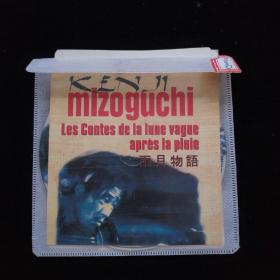 KENJI
mizoguchi
Les Contes de la lune vague
après la pluie
雨月物語